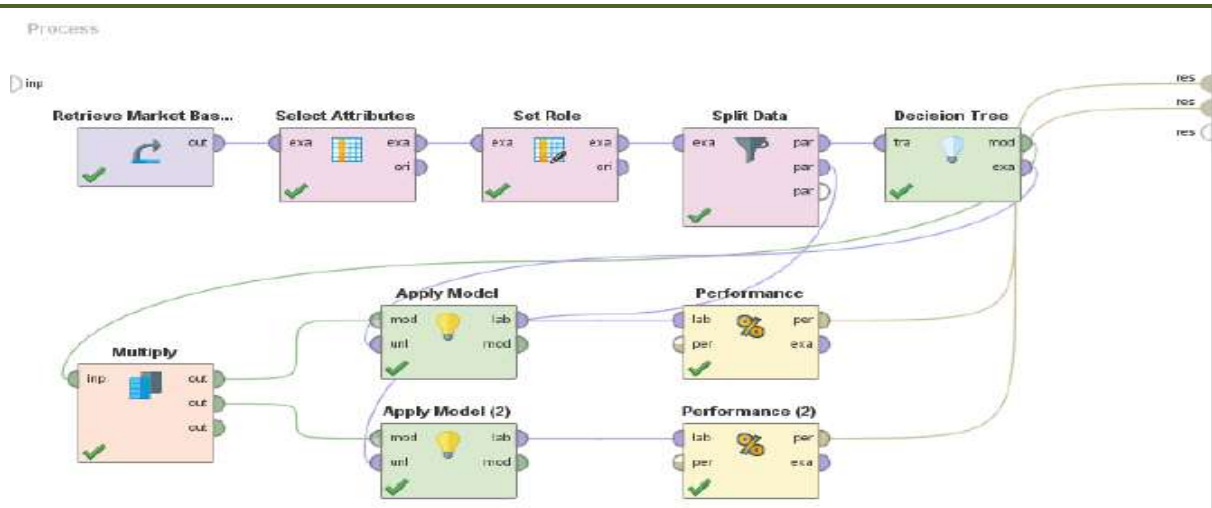 Process
inp
res
res
res
Retrieve Market Bas...
out
Select Attributes
exa
exa
ori
Set Role
exa
exa
ori
Split Data
exa
par
par
par
Decision Tree
tra
mod
exa
Apply Model
mod
lab
unl
mod
Performance
lab
per
per
exa
Multiply
inp
out
out
out
Apply Model (2)
mod
lab
unl
mod
Performance (2)
lab
per
per
exa